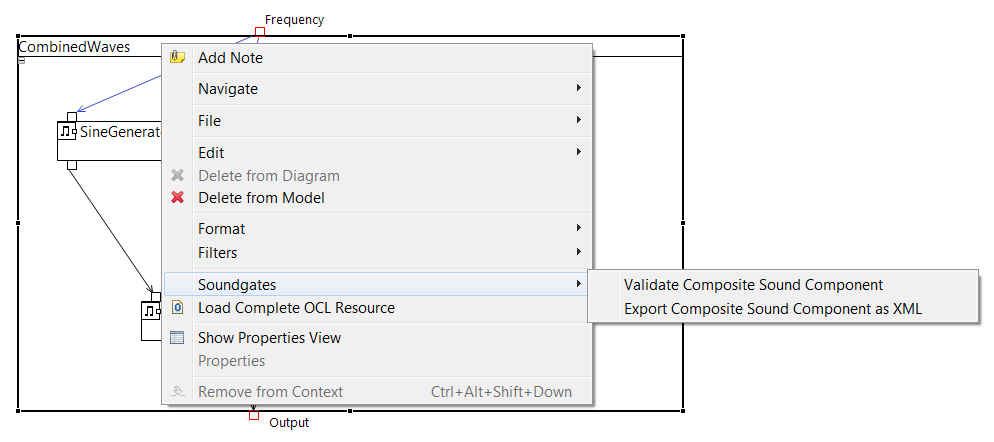 Frequency
CombinedWaves
Add Note
Navigate
File
SineGenerat
Edit
Delete from Diagram
Delete from Model
Format
Filters
Soundgates
Validate Composite Sound Component
Load Complete OCL Resource
Export Composite Sound Component as XML
Show Properties View
Properties
Remove from Context Ctrl+Alt+Shift+Down
Output